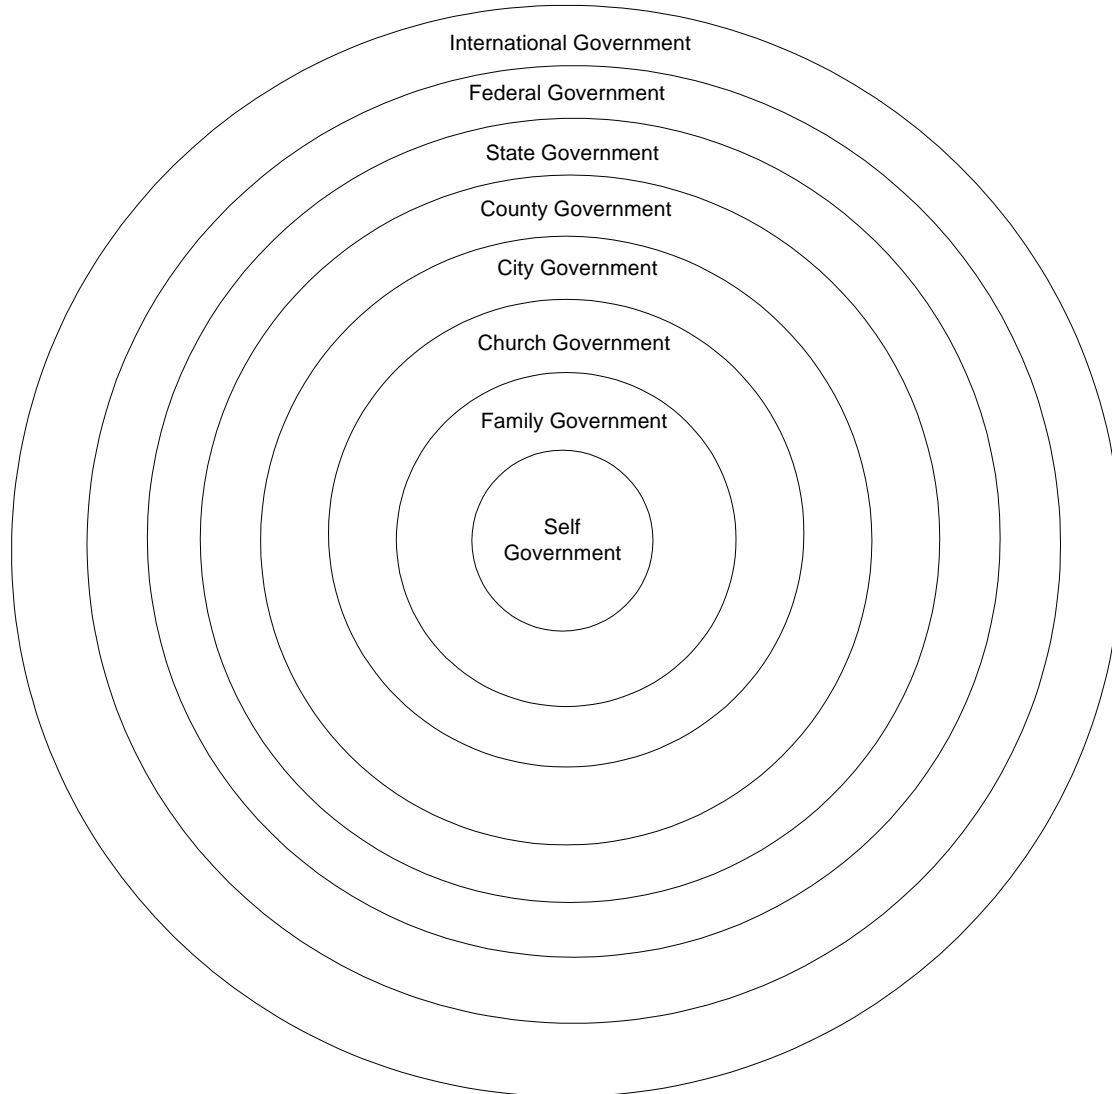 International Government
Federal Government
State Government
County Government
City Government
Church Government
Family Government
Self
Government